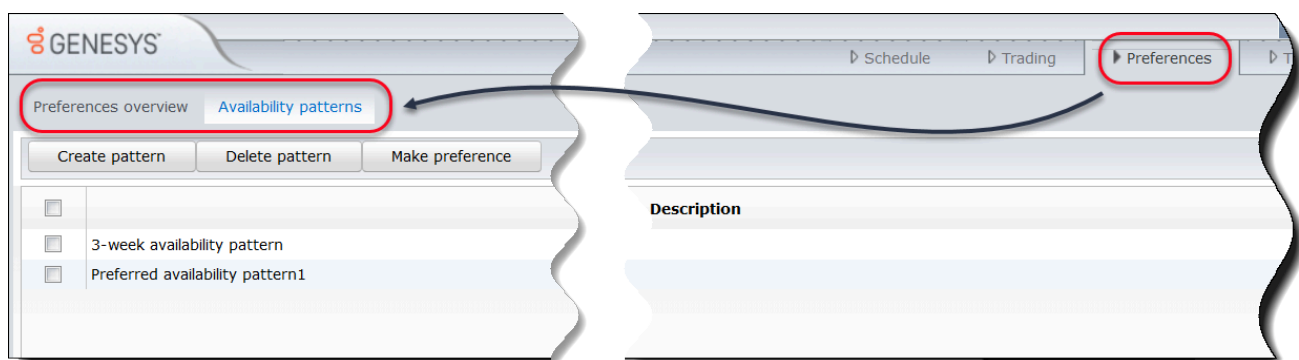 GENESYS
Schedule Trading Preferences
Preferences overview Availability patterns
Create pattern Delete pattern Make preference
Description
3-week availability pattern
Preferred availability pattern1